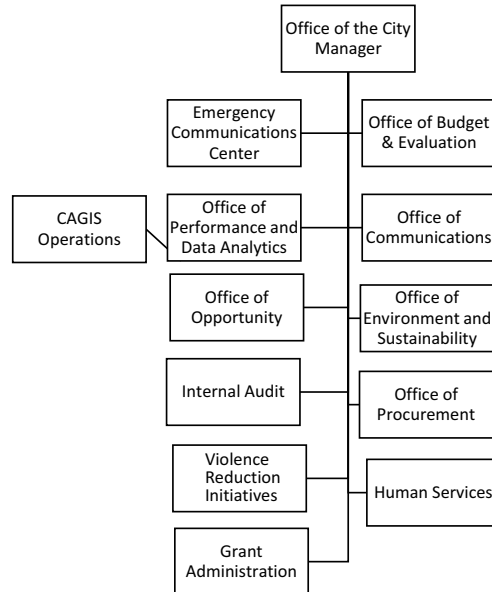 Office of the City
Manager
Emergency
Communications
Center
Office of Budget
& Evaluation
CAGIS
Operations
Office of
Performance and
Data Analytics
Office of
Communications
Office of
Opportunity
Office of
Environment and
Sustainability
Internal Audit
Office of
Procurement
Violence
Reduction
Initiatives
Human Services
Grant
Administration